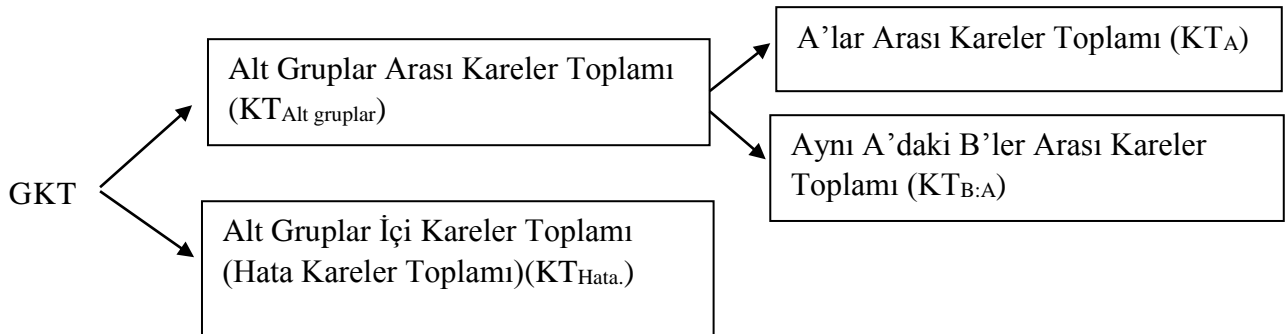 A’lar Arası Kareler Toplamı (KTA)
Alt Gruplar Arası Kareler Toplamı
(KTAlt gruplar)
Aynı A’daki B’ler Arası Kareler
Toplamı (KTB:A)
GKT
Alt Gruplar İçi Kareler Toplamı
(Hata Kareler Toplamı)(KTHata.)